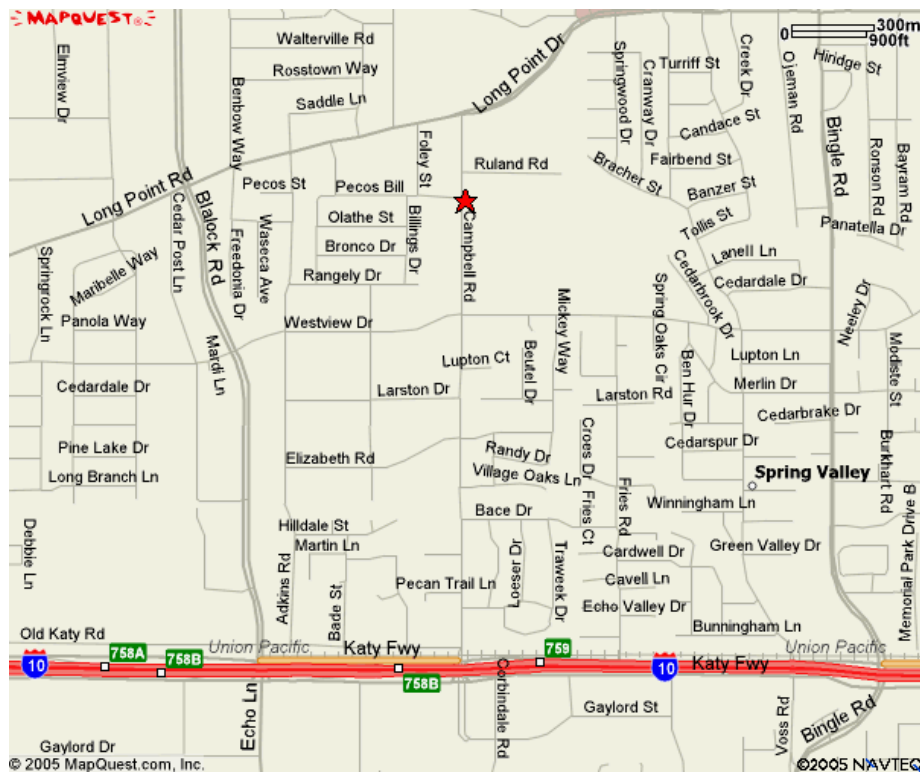 MAPQUEST®
0 300m
900ft
Walterville Rd
Rosstown Way
Saddle Ln
Elmview Dr
Benbow Way
Long Point Dr
Springwood Dr
Cranway Dr
Turriff St
Creek Dr
Ojeman Rd
Hiridge St
Candace St
Fairbend St
Bracher St
Banzer St
Tollis St
Bingle Rd
Ronson Rd
Bayram Rd
Panatella Dr
Foley St
Ruland Rd
Long Point Rd
Pecos St
Pecos Bill
Olathe St
Bronco Dr
Rangely Dr
Billings Dr
Campbell Rd
Cedar Post Ln
Blalock Rd
Freedonia Dr
Waseca Ave
Springrock Ln
Maribelle Way
Panola Way
Westview Dr
Mardi Ln
Mickey Way
Spring Oaks Cir
Cedarbrook Dr
Lanell Ln
Cedardale Dr
Neeley Dr
Modiste St
Lupton Ct
Beutel Dr
Ben Hur Dr
Lupton Ln
Merlin Dr
Cedardale Dr
Larston Dr
Larston Rd
Cedarbrake Dr
Cedarspur Dr
Burkhart Rd
Pine Lake Dr
Long Branch Ln
Elizabeth Rd
Randy Dr
Village Oaks Ln
Croes Dr
Fries Ct
Fries Rd
Spring Valley
Winningham Ln
Bace Dr
Hilldale St
Martin Ln
Adkins Rd
Bade St
Pecan Trail Ln
Loeser Dr
Traweek Dr
Cardwell Dr
Cavell Ln
Echo Valley Dr
Green Valley Dr
Bunningham Ln
Memorial Park Drive B
Debbie Ln
Old Katy Rd
Union Pacific
Katy Fwy
Union Pacific
10
758A
758B
758B
759
10
Katy Fwy
Echo Ln
Corbindale Rd
Gaylord St
Voss Rd
Bingle Rd
Gaylord Dr
© 2005 MapQuest.com, Inc.
©2005 NAVTEQ